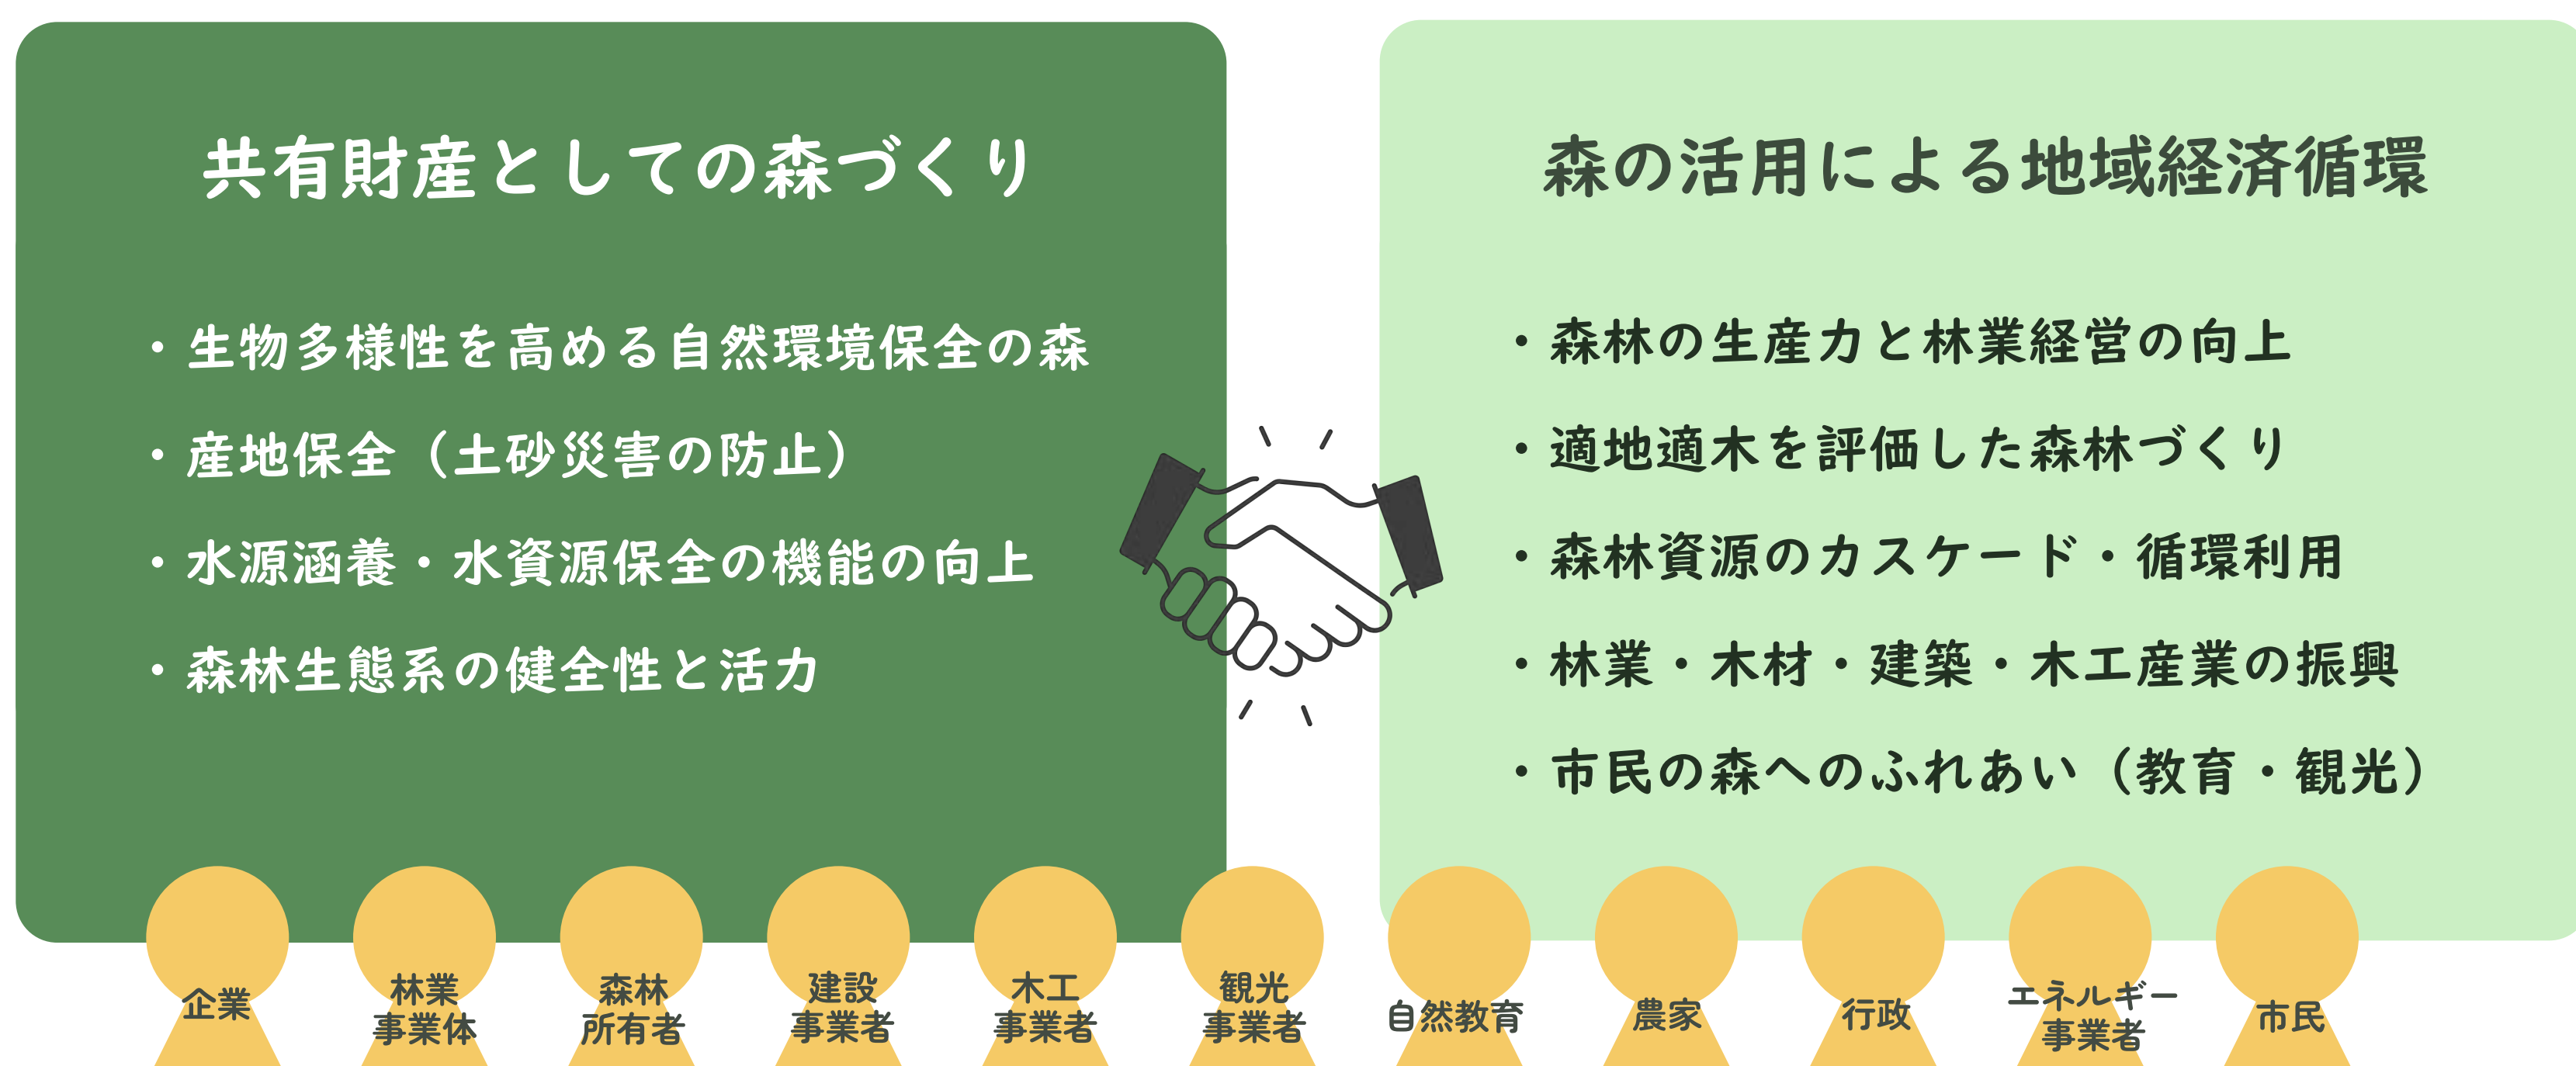 共有財産としての森づくり
・生物多様性を高める自然環境保全の森
・産地保全（土砂災害の防止）
・水源涵養・水資源保全の機能の向上
・森林生態系の健全性と活力
森の活用による地域経済循環
・森林の生産力と林業経営の向上
・適地適木を評価した森林づくり
・森林資源のカスケード・循環利用
・林業・木材・建築・木工産業の振興
・市民の森へのふれあい（教育・観光）
企業
林業
事業体
森林
所有者
建設
事業者
木工
事業者
観光
事業者
自然教育
農家
行政
エネルギー
事業者
市民